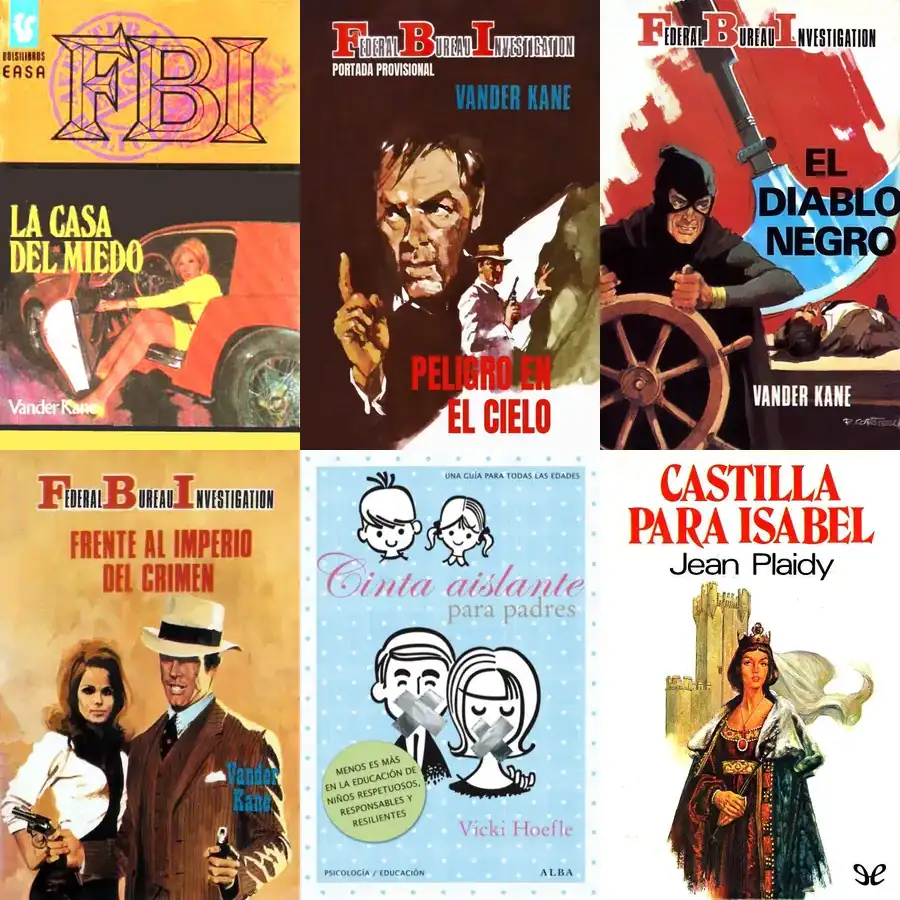 BOLSILIBROS
EASA
FBI
LA CASA
DEL MIEDO
Vander Kane
FEDERAL BUREAU INVESTIGATION
PORTADA PROVISIONAL
VANDER KANE
PELIGRO EN
EL CIELO
FEDERAL BUREAU INVESTIGATION
EL
DIABLO
NEGRO
VANDER KANE
FEDERAL BUREAU INVESTIGATION
FRENTE AL IMPERIO
DEL CRIMEN
Vander
Kane
UNA GUÍA PARA TODAS LAS EDADES
Cinta aislante
para padres
MENOS ES MÁS
EN LA EDUCACIÓN DE
NIÑOS RESPETUOSOS,
RESPONSABLES Y
RESILIENTES
Vicki Hoefle
PSICOLOGÍA / EDUCACIÓN
ALBA
CASTILLA
PARA ISABEL
Jean Plaidy